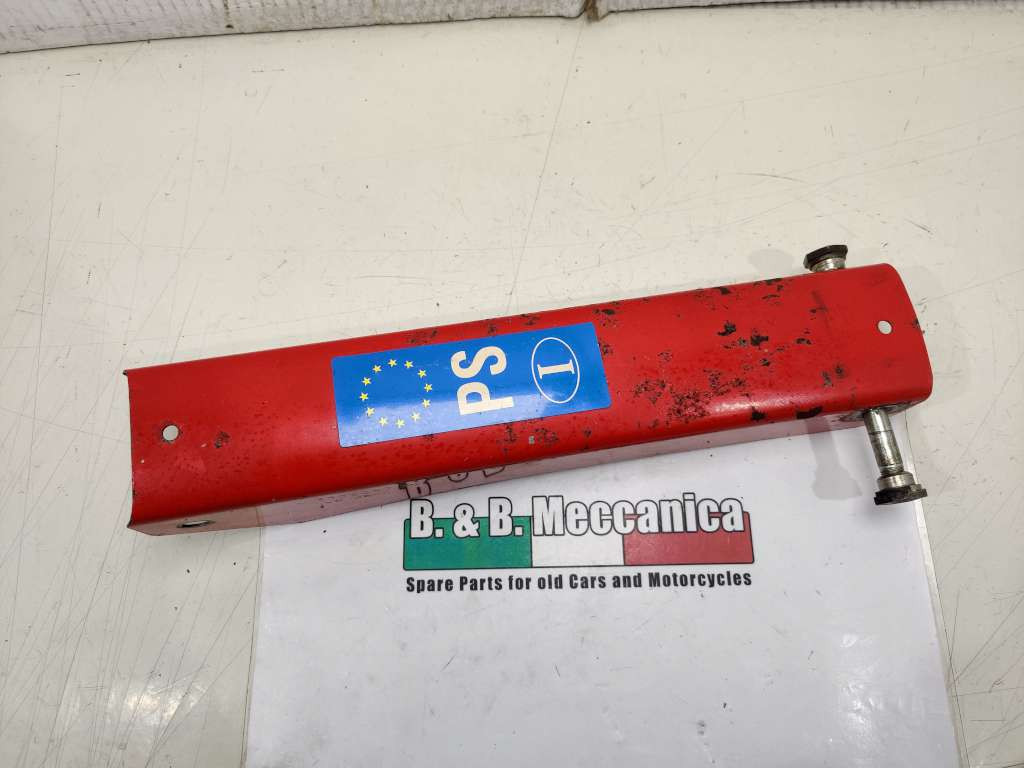 PS
I
B. & B. Meccanica
Spare Parts for old Cars and Motorcycles